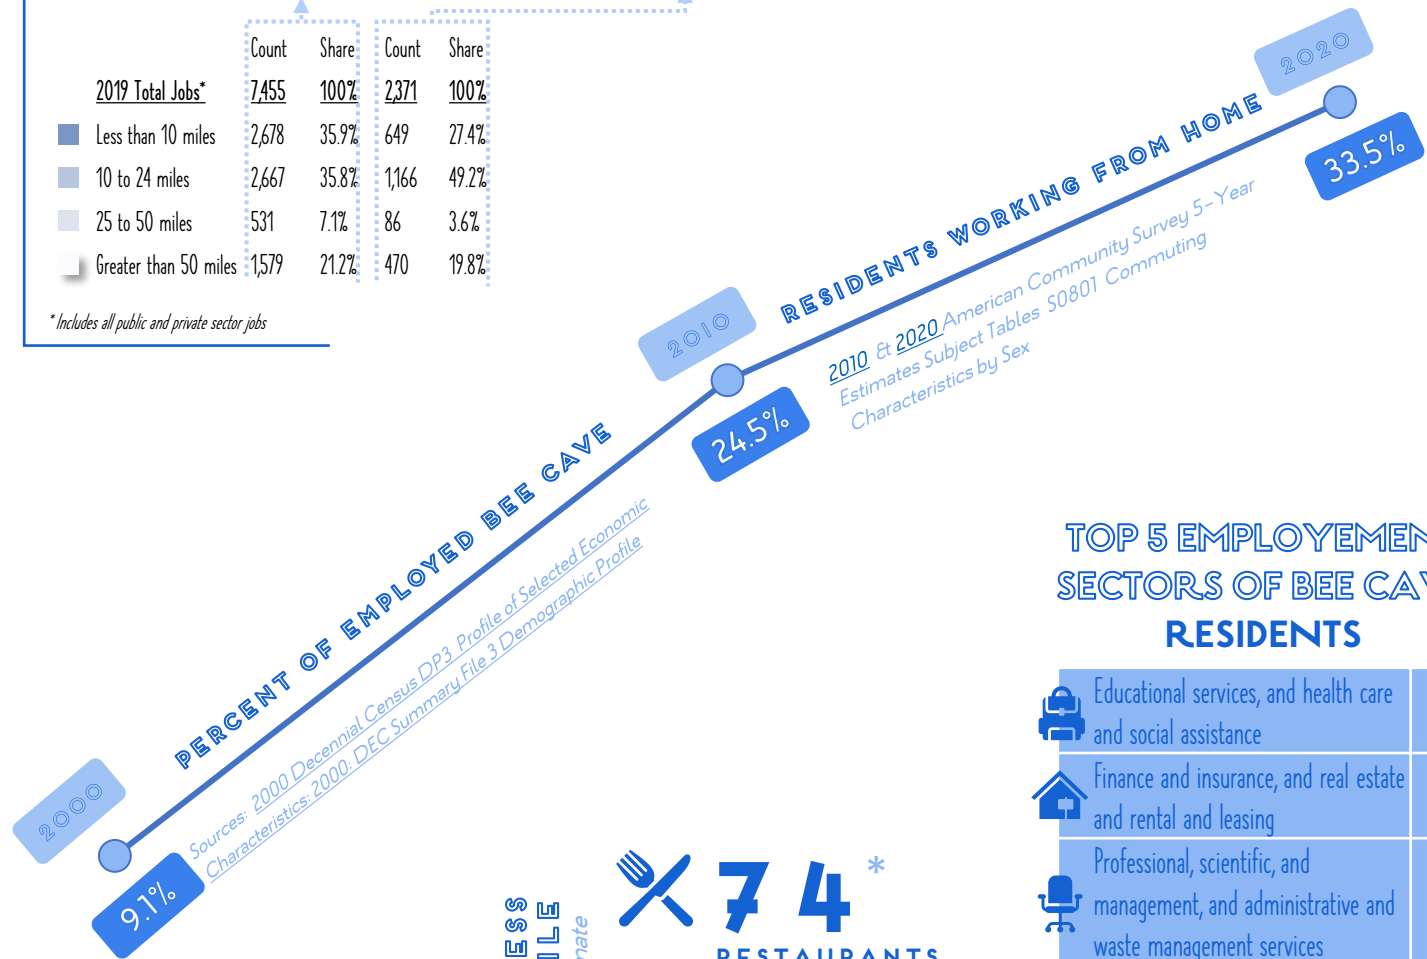 Count Share Count Share
2019 Total Jobs* 7,455 100% 2,371 100%
Less than 10 miles 2,678 35.9% 649 27.4%
10 to 24 miles 2,667 35.8% 1,166 49.2%
25 to 50 miles 531 7.1% 86 3.6%
Greater than 50 miles 1,579 21.2% 470 19.8%
* Includes all public and private sector jobs
PERCENT OF EMPLOYED BEE CAVE
RESIDENTS WORKING FROM HOME
2000
9.1%
2010
24.5%
2020
33.5%
Sources: 2000 Decennial Census DP3 Profile of Selected Economic
Characteristics: 2000: DEC Summary File 3 Demographic Profile
2010 & 2020 American Community Survey 5-Year
Estimates Subject Tables S0801 Commuting
Characteristics by Sex
TOP 5 EMPLOYEMEN
SECTORS OF BEE CAV
RESIDENTS
Educational services, and health care
and social assistance
Finance and insurance, and real estate
and rental and leasing
Professional, scientific, and
management, and administrative and
waste management services
74*
RESTAURANTS
ESS
ILE